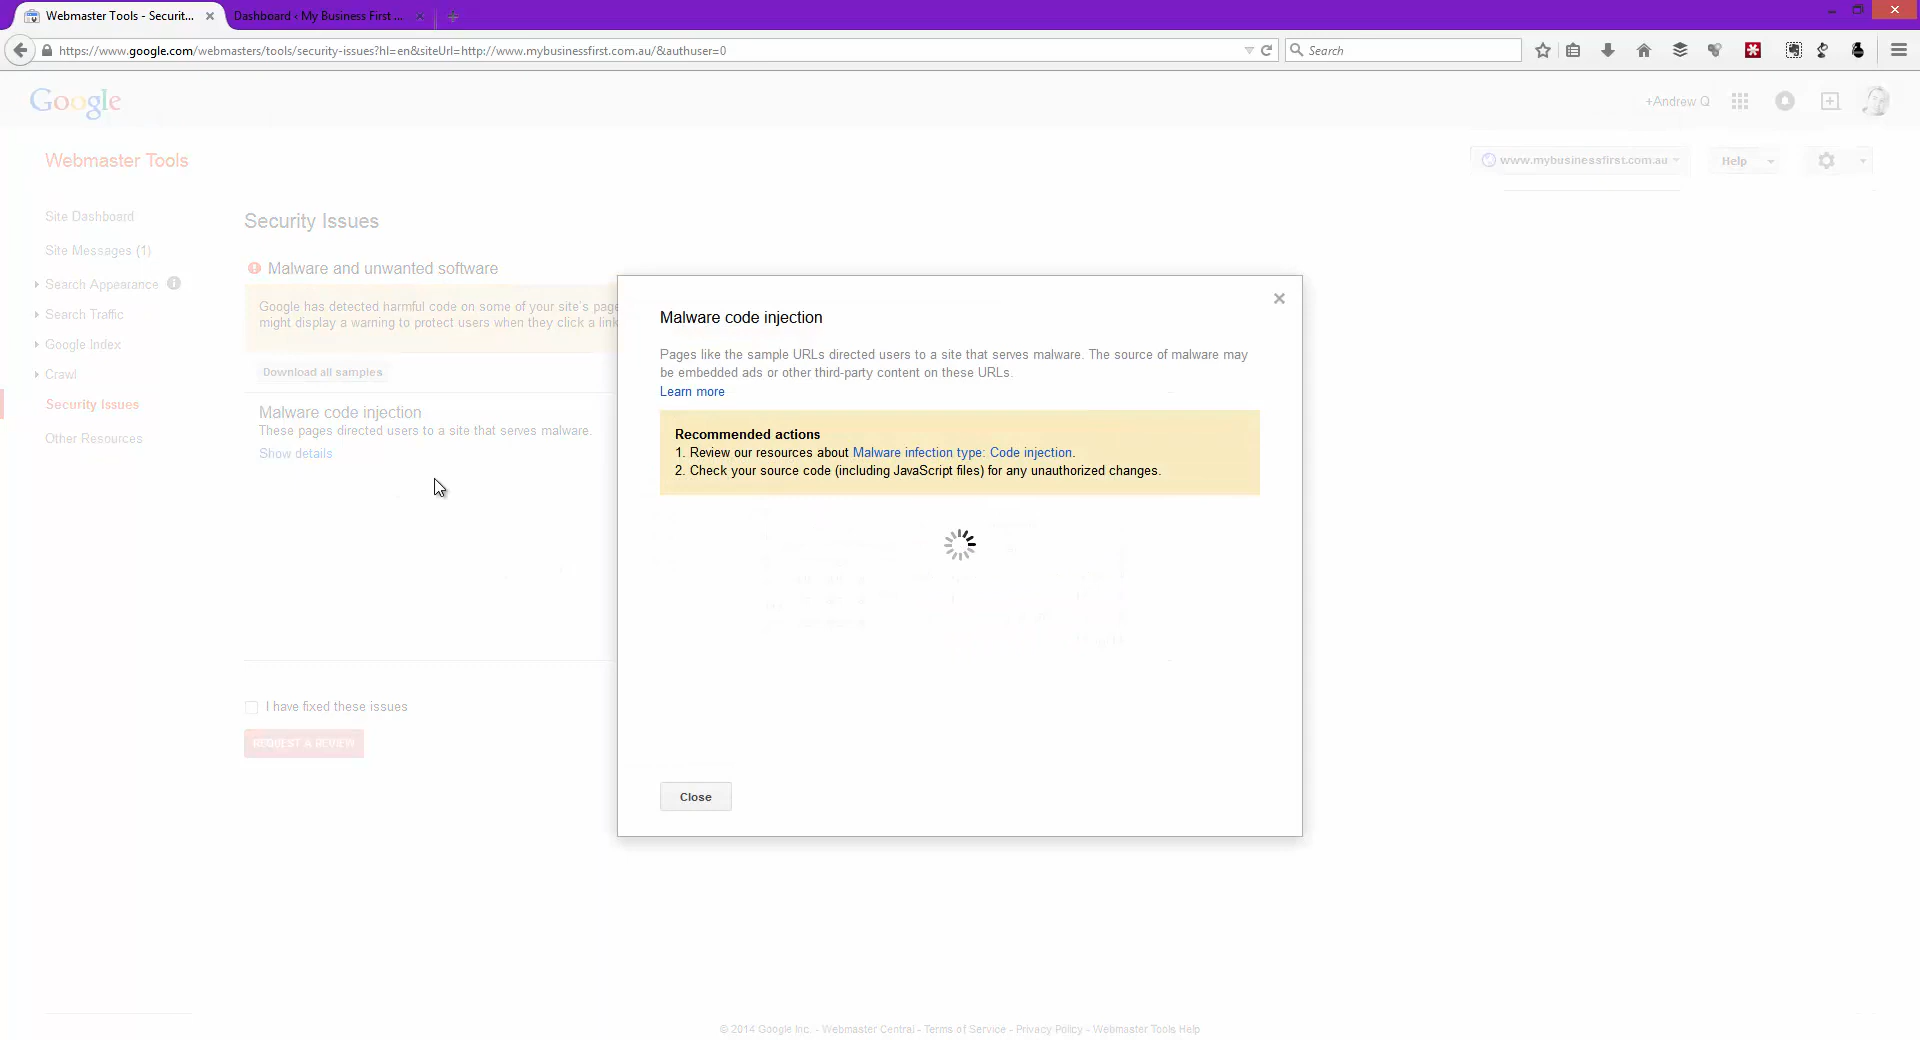 Webmaster Tools - Securit...
Dashboard ‹ My Business First ...
https://www.google.com/webmasters/tools/security-issues?hl=en&siteUrl=http://www.mybusinessfirst.com.au/&authuser=0
Search
Google
+Andrew Q
Webmaster Tools
www.mybusinessfirst.com.au
Help
Site Dashboard
Site Messages (1)
Search Appearance
Search Traffic
Google Index
Crawl
Security Issues
Other Resources
Security Issues
Malware and unwanted software
Google has detected harmful code on some of your site's page
might display a warning to protect users when they click a link
Download all samples
Malware code injection
These pages directed users to a site that serves malware.
Show details
I have fixed these issues
REQUEST A REVIEW
Malware code injection
Pages like the sample URLs directed users to a site that serves malware. The source of malware may
be embedded ads or other third-party content on these URLs.
Learn more
Recommended actions
1. Review our resources about Malware infection type: Code injection.
2. Check your source code (including JavaScript files) for any unauthorized changes.
Close
© 2014 Google Inc. - Webmaster Central - Terms of Service - Privacy Policy - Webmaster Tools Help